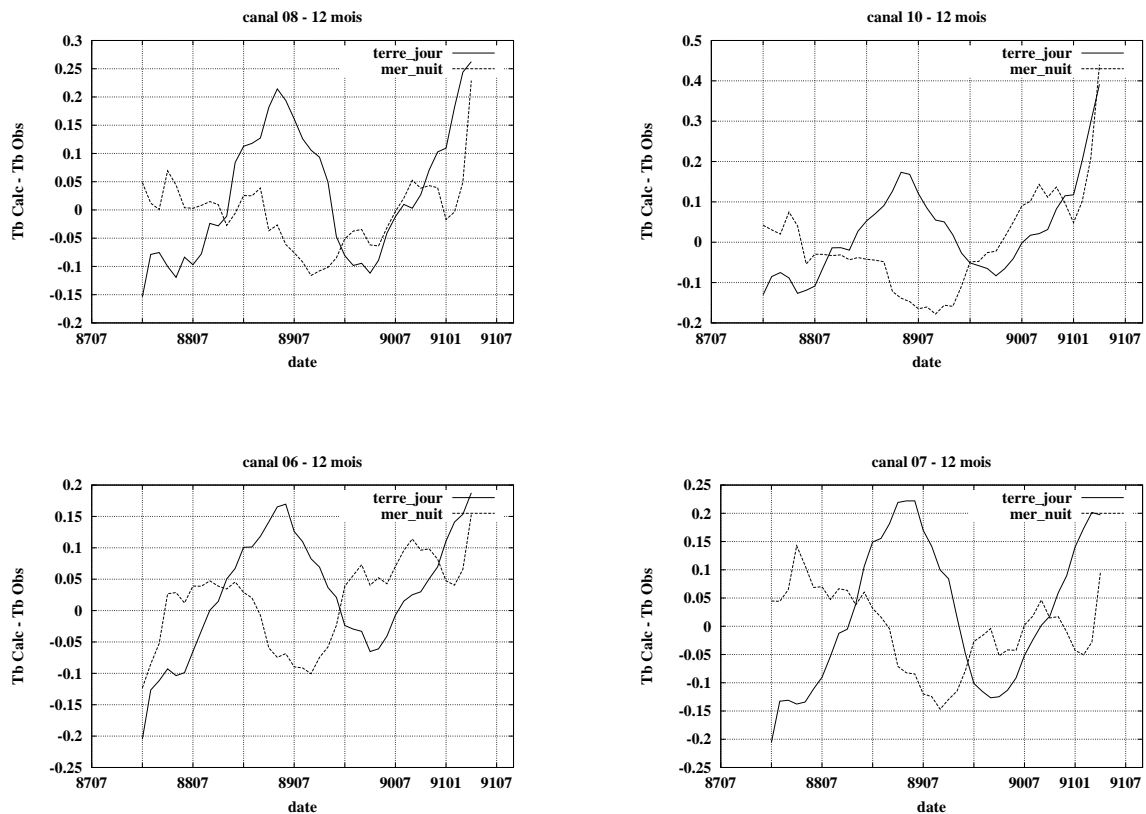 canal 08 - 12 mois
0.3
0.25
0.2
0.15
0.1
0.05
0
-0.05
-0.1
-0.15
-0.2
Tb Calc - Tb Obs
terre_jour
mer_nuit
8707 8807 8907 9007 9101 9107
date
canal 10 - 12 mois
0.5
0.4
0.3
0.2
0.1
0
-0.1
-0.2
Tb Calc - Tb Obs
terre_jour
mer_nuit
8707 8807 8907 9007 9101 9107
date
canal 06 - 12 mois
0.2
0.15
0.1
0.05
0
-0.05
-0.1
-0.15
-0.2
-0.25
Tb Calc - Tb Obs
terre_jour
mer_nuit
8707 8807 8907 9007 9101 9107
date
canal 07 - 12 mois
0.25
0.2
0.15
0.1
0.05
0
-0.05
-0.1
-0.15
-0.2
-0.25
Tb Calc - Tb Obs
terre_jour
mer_nuit
8707 8807 8907 9007 9101 9107
date